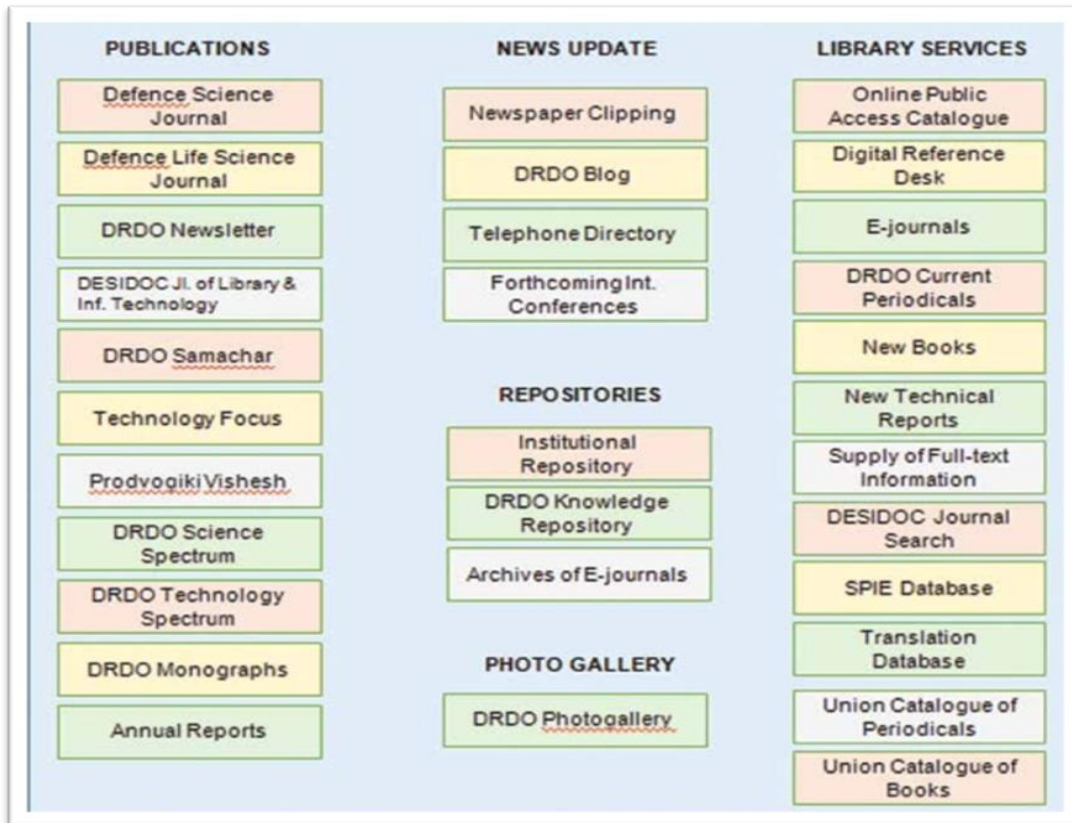 PUBLICATIONS
Defence Science
Journal
Defence Life Science
Journal
DRDO Newsletter
DESIDOC Jl. of Library &
Inf. Technology
DRDO Samachar
Technology Focus
Prodvogiki Vishesh
DRDO Science
Spectrum
DRDO Technology
Spectrum
DRDO Monographs
Annual Reports
NEWS UPDATE
Newspaper Clipping
DRDO Blog
Telephone Directory
Forthcoming Int.
Conferences
REPOSITORIES
Institutional
Repository
DRDO Knowledge
Repository
Archives of E-journals
PHOTO GALLERY
DRDO Photogallery
LIBRARY SERVICES
Online Public
Access Catalogue
Digital Reference
Desk
E-journals
DRDO Current
Periodicals
New Books
New Technical
Reports
Supply of Full-text
Information
DESIDOC Journal
Search
SPIE Database
Translation
Database
Union Catalogue of
Periodicals
Union Catalogue of
Books